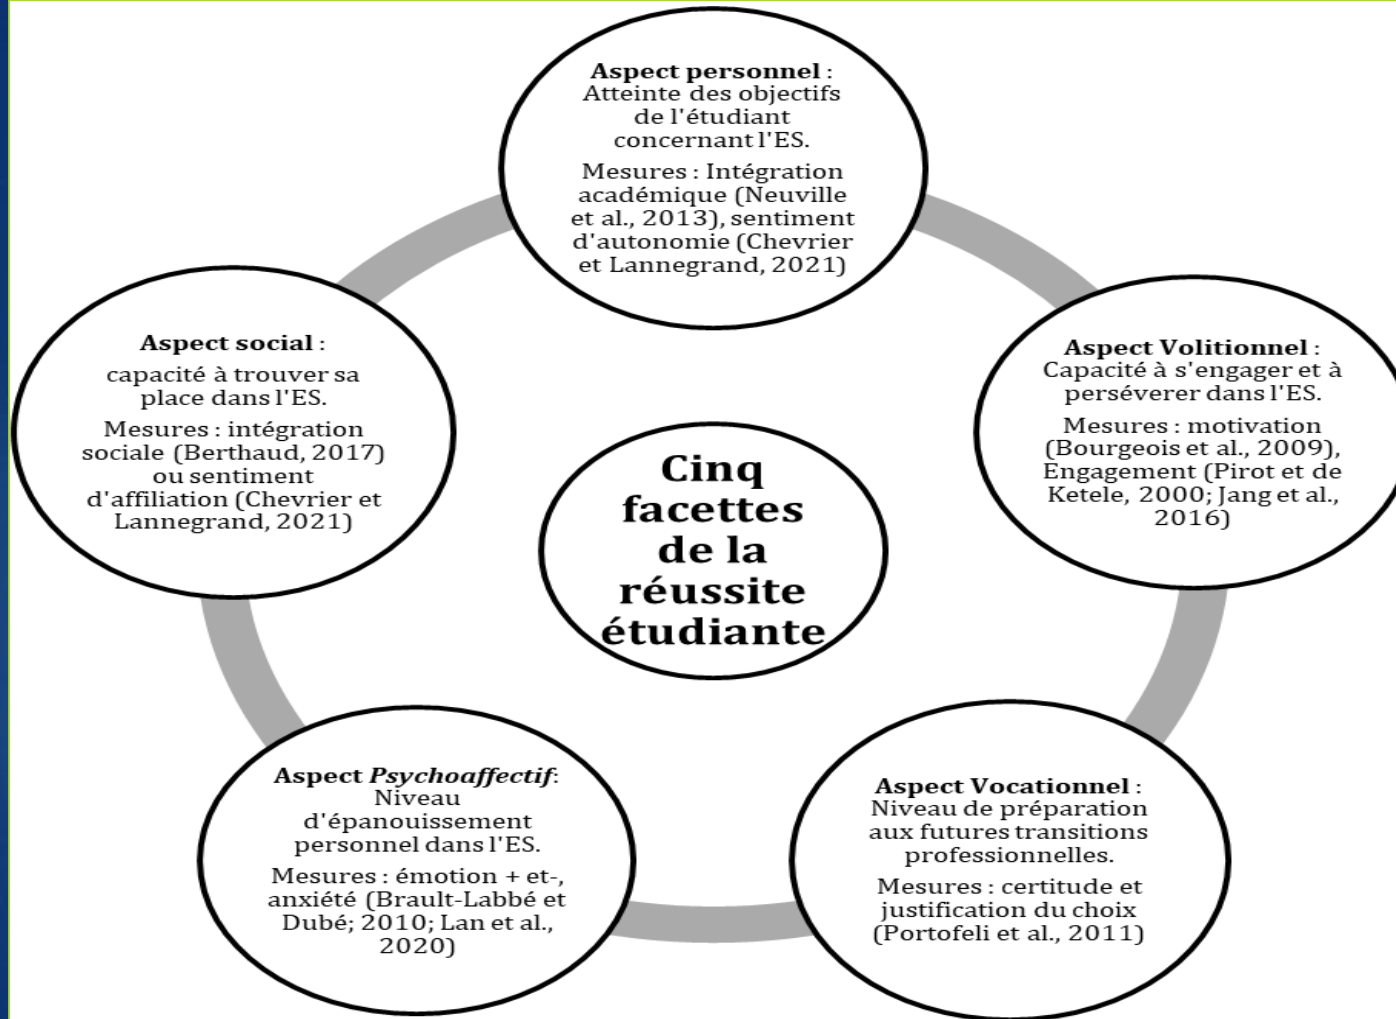 Aspect personnel :
Atteinte des objectifs
de l'étudiant
concernant l'ES.
Mesures : Intégration
académique (Neuville
et al., 2013), sentiment
d'autonomie (Chevrier
et Lannegrand, 2021)
Aspect Volitionnel :
Capacité à s'engager et à
perséverer dans l'ES.
Mesures : motivation
(Bourgeois et al., 2009),
Engagement (Pirot et de
Ketele, 2000; Jang et al.,
2016)
Aspect Vocationnel :
Niveau de préparation
aux futures transitions
professionnelles.
Mesures : certitude et
justification du choix
(Portofeli et al., 2011)
Aspect Psychoaffectif:
Niveau
d'épanouissement
personnel dans l'ES.
Mesures : émotion + et-,
anxiété (Brault-Labbé et
Dubé; 2010; Lan et al.,
2020)
Aspect social :
capacité à trouver sa
place dans l'ES.
Mesures : intégration
sociale (Berthaud, 2017)
ou sentiment
d'affiliation (Chevrier et
Lannegrand, 2021)
Cinq
facettes
de la
réussite
étudiante